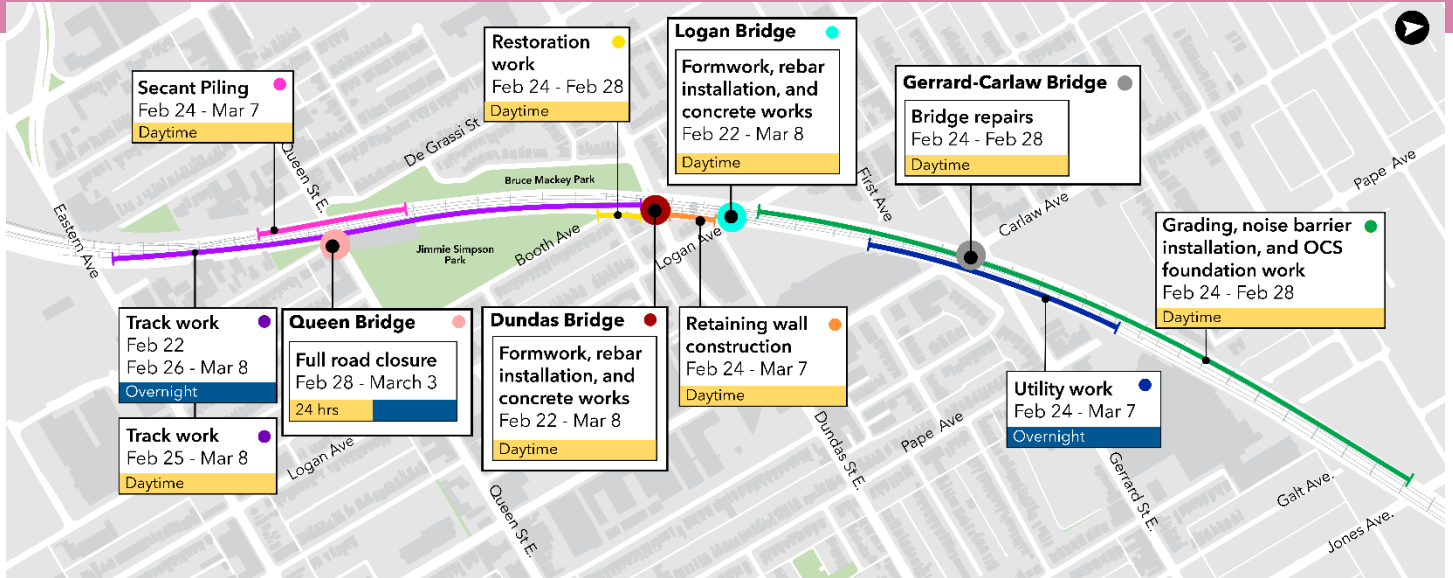 Secant Piling
Feb 24 - Mar 7
Daytime
Restoration
work
Feb 24 - Feb 28
Daytime
Logan Bridge
Formwork, rebar
installation, and
concrete works
Feb 22 - Mar 8
Daytime
Gerrard-Carlaw Bridge
Bridge repairs
Feb 24 - Feb 28
Daytime
Grading, noise barrier
installation, and OCS
foundation work
Feb 24 - Feb 28
Daytime
Eastern Ave
Queen St E.
De Grassi St
Bruce Mackey Park
Jimmie Simpson
Park
Booth Ave
Logan Ave
First Ave
Carlaw Ave
Pape Ave
Track work
Feb 22
Feb 26 - Mar 8
Overnight
Track work
Feb 25 - Mar 8
Daytime
Queen Bridge
Full road closure
Feb 28 - March 3
24 hrs
Dundas Bridge
Formwork, rebar
installation, and
concrete works
Feb 22 - Mar 8
Daytime
Retaining wall
construction
Feb 24 - Mar 7
Daytime
Utility work
Feb 24 - Mar 7
Overnight
Logan Ave
Queen St E.
Dundas St E.
Pape Ave
Gerrard St E.
Galt Ave.
Jones Ave.